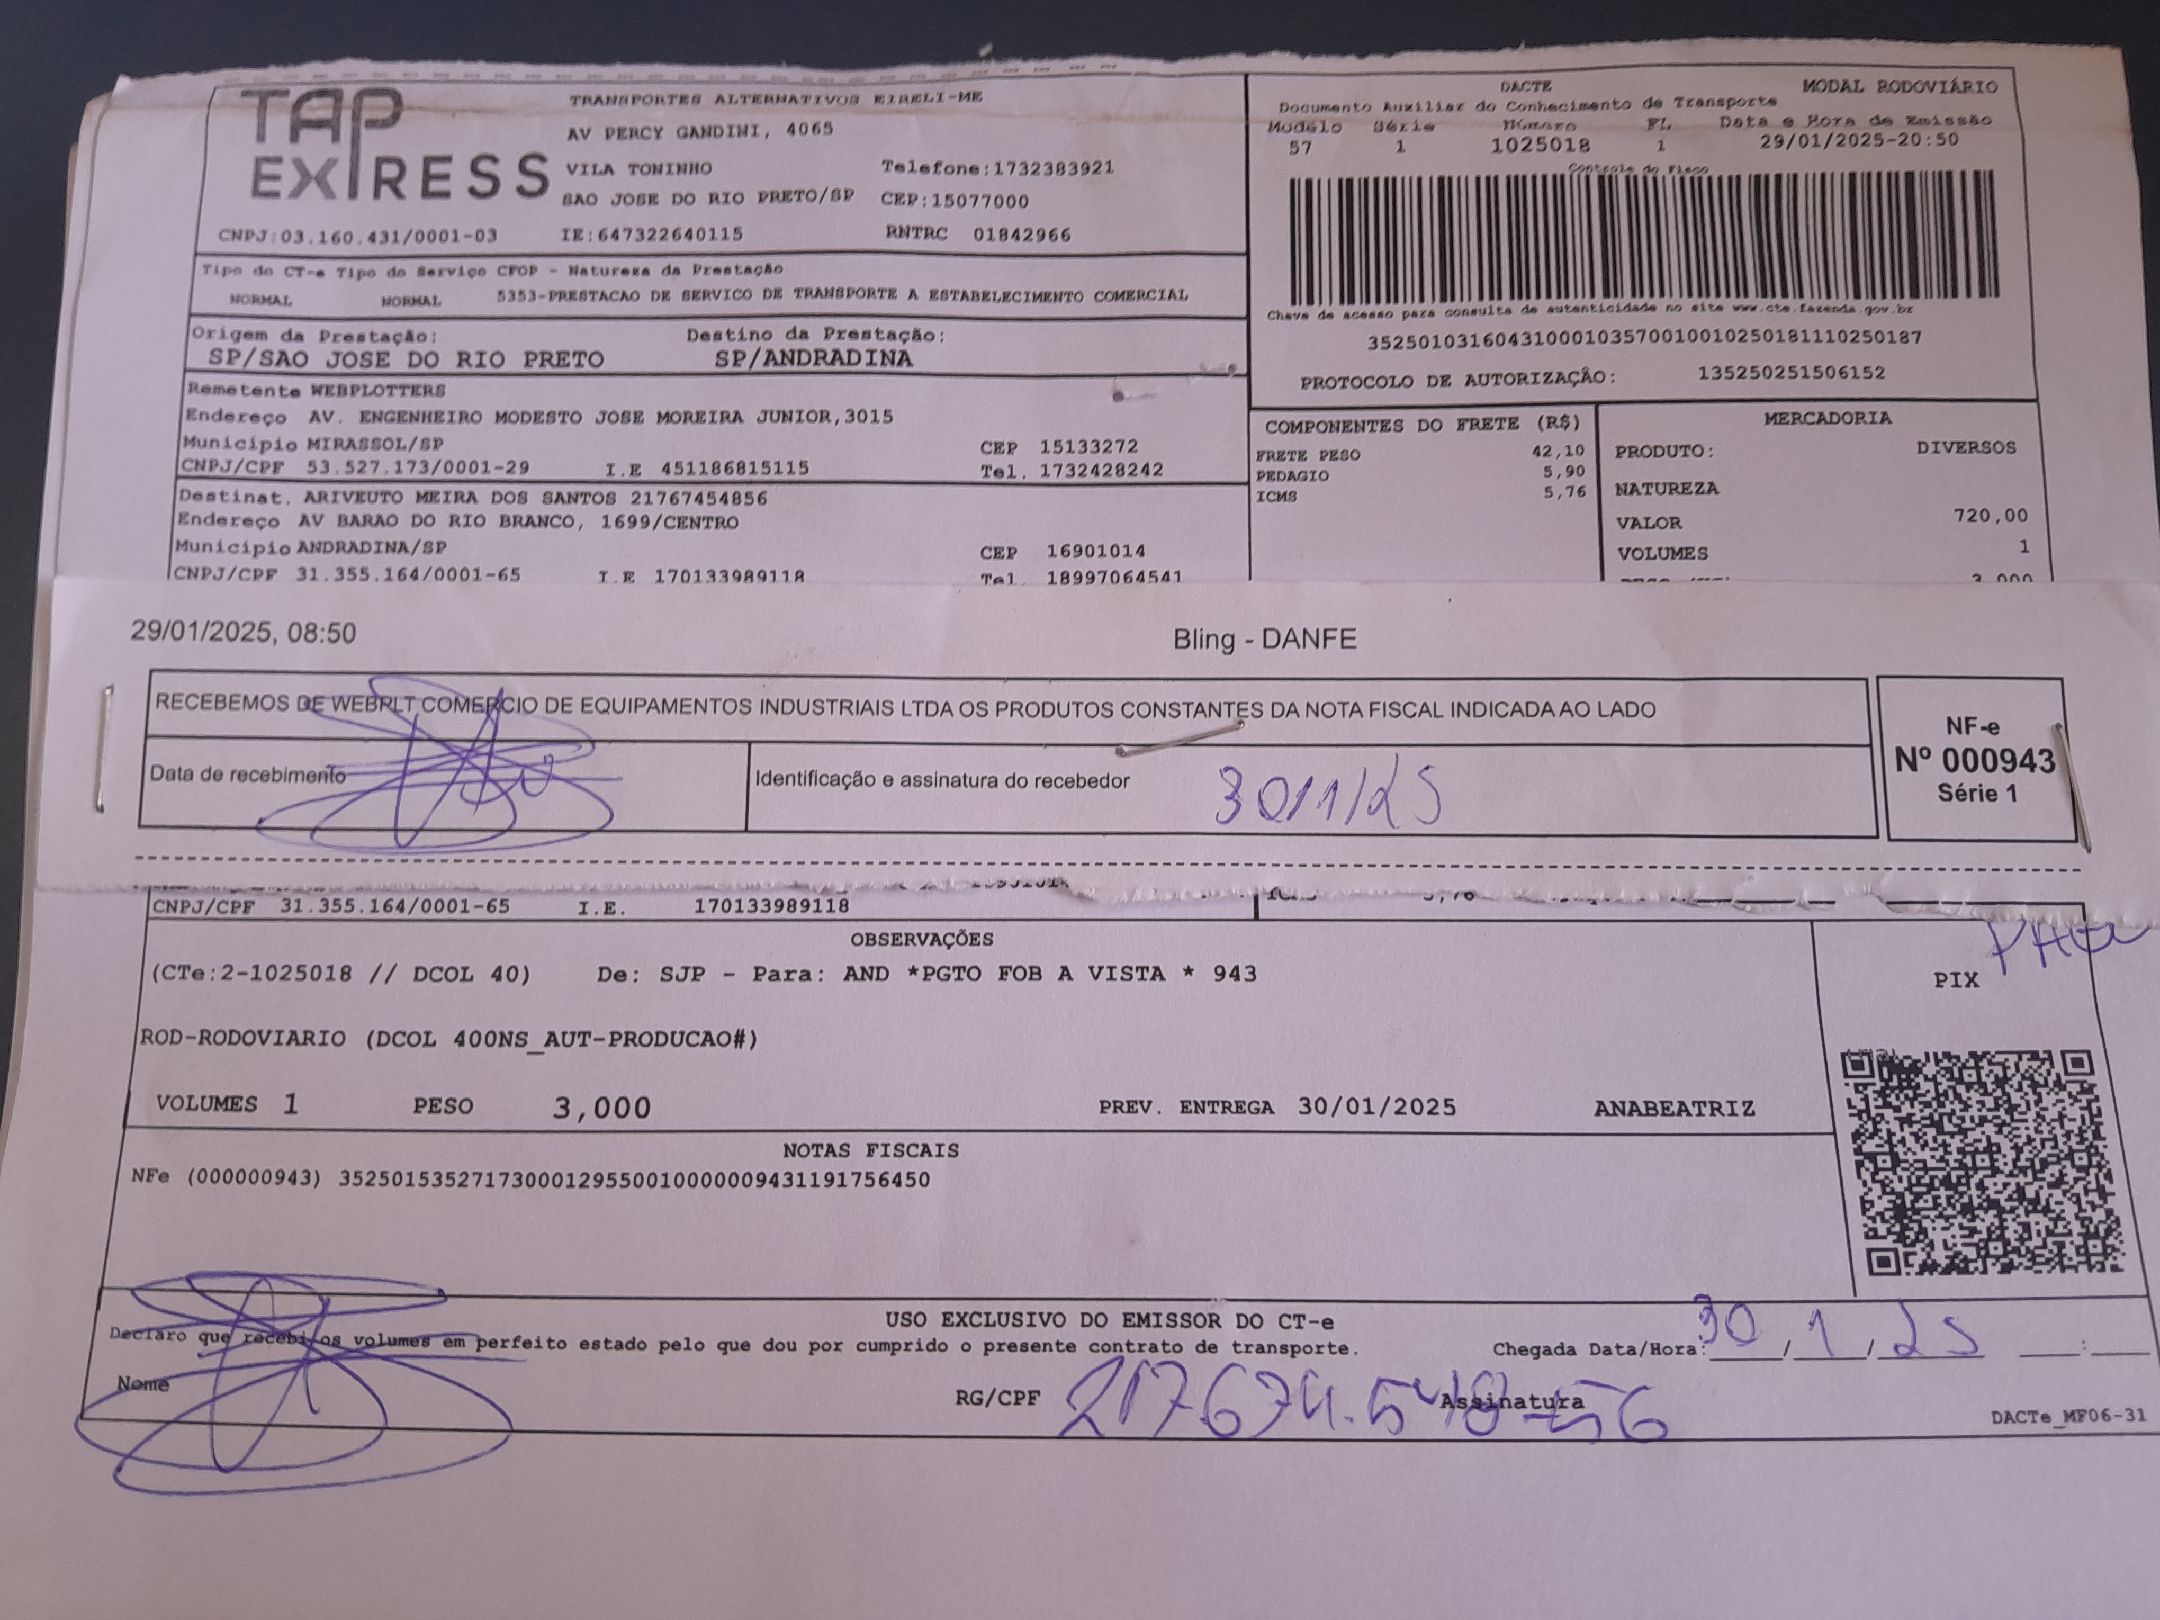 TAP EXPRESS
TRANSPORTES ALTERNATIVOS EIRELI-ME
AV PERCY GANDINI, 4065
VILA TONINHO Telefone:1732383921
SAO JOSE DO RIO PRETO/SP CEP:15077000
CNPJ:03.160.431/0001-03 IE:647322640115 RNTRC 01842966
Tipo do CT-e Tipo do Serviço CFOP - Natureza da Prestação
NORMAL NORMAL 5353-PRESTACAO DE SERVICO DE TRANSPORTE A ESTABELECIMENTO COMERCIAL
Origem da Prestação: Destino da Prestação:
SP/SAO JOSE DO RIO PRETO SP/ANDRADINA
Remetente WEBPLOTTERS
Endereço AV. ENGENHEIRO MODESTO JOSE MOREIRA JUNIOR,3015
Município MIRASSOL/SP CEP 15133272
CNPJ/CPF 53.527.173/0001-29 I.E 451186815115 Tel. 1732428242
Destinat. ARIVEUTO MEIRA DOS SANTOS 21767454856
Endereço AV BARAO DO RIO BRANCO, 1699/CENTRO
Município ANDRADINA/SP CEP 16901014
CNPJ/CPF 31.355.164/0001-65 I.E 170133989118 Tel. 18997064541
DACTE MODAL RODOVIÁRIO
Documento Auxiliar do Conhecimento de Transporte
Modelo Série Número FL Data e Hora de Emissão
57 1 1025018 1 29/01/2025-20:50
Controle do Fisco
Chave de acesso para consulta de autenticidade no site www.cte.fazenda.gov.br
35250103160431000103570010010250181110250187
PROTOCOLO DE AUTORIZAÇÃO: 135250251506152
COMPONENTES DO FRETE (R$)
FRETE PESO 42,10
PEDAGIO 5,90
ICMS 5,76
MERCADORIA
PRODUTO: DIVERSOS
NATUREZA
VALOR 720,00
VOLUMES 1
3,000
29/01/2025, 08:50 Bling - DANFE
RECEBEMOS DE WEBPLT COMERCIO DE EQUIPAMENTOS INDUSTRIAIS LTDA OS PRODUTOS CONSTANTES DA NOTA FISCAL INDICADA AO LADO
Data de recebimento Identificação e assinatura do recebedor 30/1/25
NF-e
Nº 000943
Série 1
CNPJ/CPF 31.355.164/0001-65 I.E. 170133989118
OBSERVAÇÕES
(CTe:2-1025018 // DCOL 40) De: SJP - Para: AND *PGTO FOB A VISTA * 943
ROD-RODOVIARIO (DCOL 400NS_AUT-PRODUCAO#)
VOLUMES 1 PESO 3,000 PREV. ENTREGA 30/01/2025 ANABEATRIZ
PIX
NOTAS FISCAIS
NFe (000000943) 35250153527173000129550010000009431191756450
USO EXCLUSIVO DO EMISSOR DO CT-e
Declaro que recebi os volumes em perfeito estado pelo que dou por cumprido o presente contrato de transporte.
Chegada Data/Hora: 30 / 1 / 25 :
Nome RG/CPF 217.674.548-56 Assinatura
DACTe_MF06-31